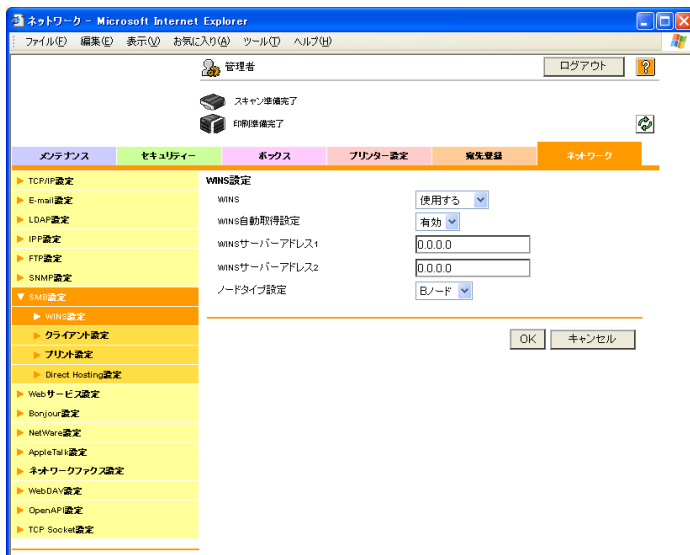 ネットワーク - Microsoft Internet Explorer
ファイル(F) 編集(E) 表示(V) お気に入り(A) ツール(T) ヘルプ(H)
管理者 ログアウト ?
スキャン準備完了
印刷準備完了
メンテナンス セキュリティー ボックス プリンター設定 宛先登録 ネットワーク
TCP/IP設定
E-mail設定
LDAP設定
IPP設定
FTP設定
SNMP設定
SMB設定
WINS設定
クライアント設定
プリント設定
Direct Hosting設定
Webサービス設定
Bonjour設定
NetWare設定
AppleTalk設定
ネットワークファクス設定
WebDAV設定
OpenAPI設定
TCP Socket設定
WINS設定
WINS 使用する
WINS自動取得設定 有効
WINSサーバーアドレス1 0.0.0.0
WINSサーバーアドレス2 0.0.0.0
ノードタイプ設定 Bノード
OK キャンセル